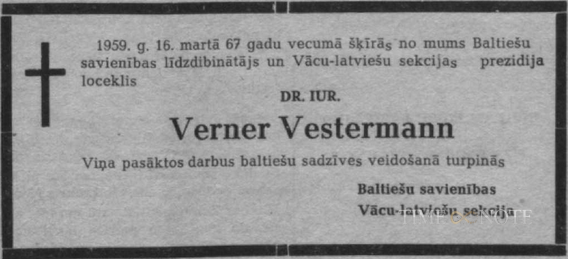 1959. g. 16. martā 67 gadu vecumā šķīrās no mums Baltiešu
savienības līdzdibinātājs un Vācu-latviešu sekcijas prezidija
loceklis
DR. IUR.
Verner Vestermann
Viņa pasāktos darbus baltiešu sadzīves veidošanā turpinās
Baltiešu savienības
Vācu-latviešu sekcija